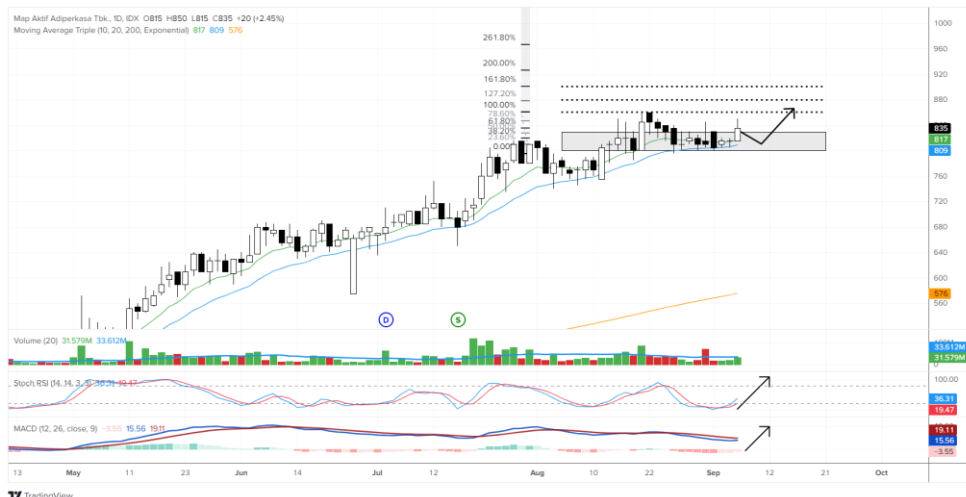 Map Aktif Adiperkasa Tbk., 1D, IDX O815 H850 L815 C835 +20 (+2.45%)
Moving Average Triple (10, 20, 200, Exponential) 817 809 576
261.80%
200.00%
161.80%
127.20%
100.00%
78.60%
61.80%
38.20%
23.60%
0.00%
1000
960
920
880
835
817
809
760
720
680
640
600
576
560
D
S
Volume (20) 31.579M 33.612M
33.612M
31.579M
Stoch RSI (14, 14, 3, 3) 36.31 19.47
100.00
36.31
19.47
MACD (12, 26, close, 9) -3.55 15.56 19.11
19.11
15.56
-3.55
13 May 11 23 Jun 14 Jul 12 Aug 10 22 Sep 12 21 Oct
TradingView